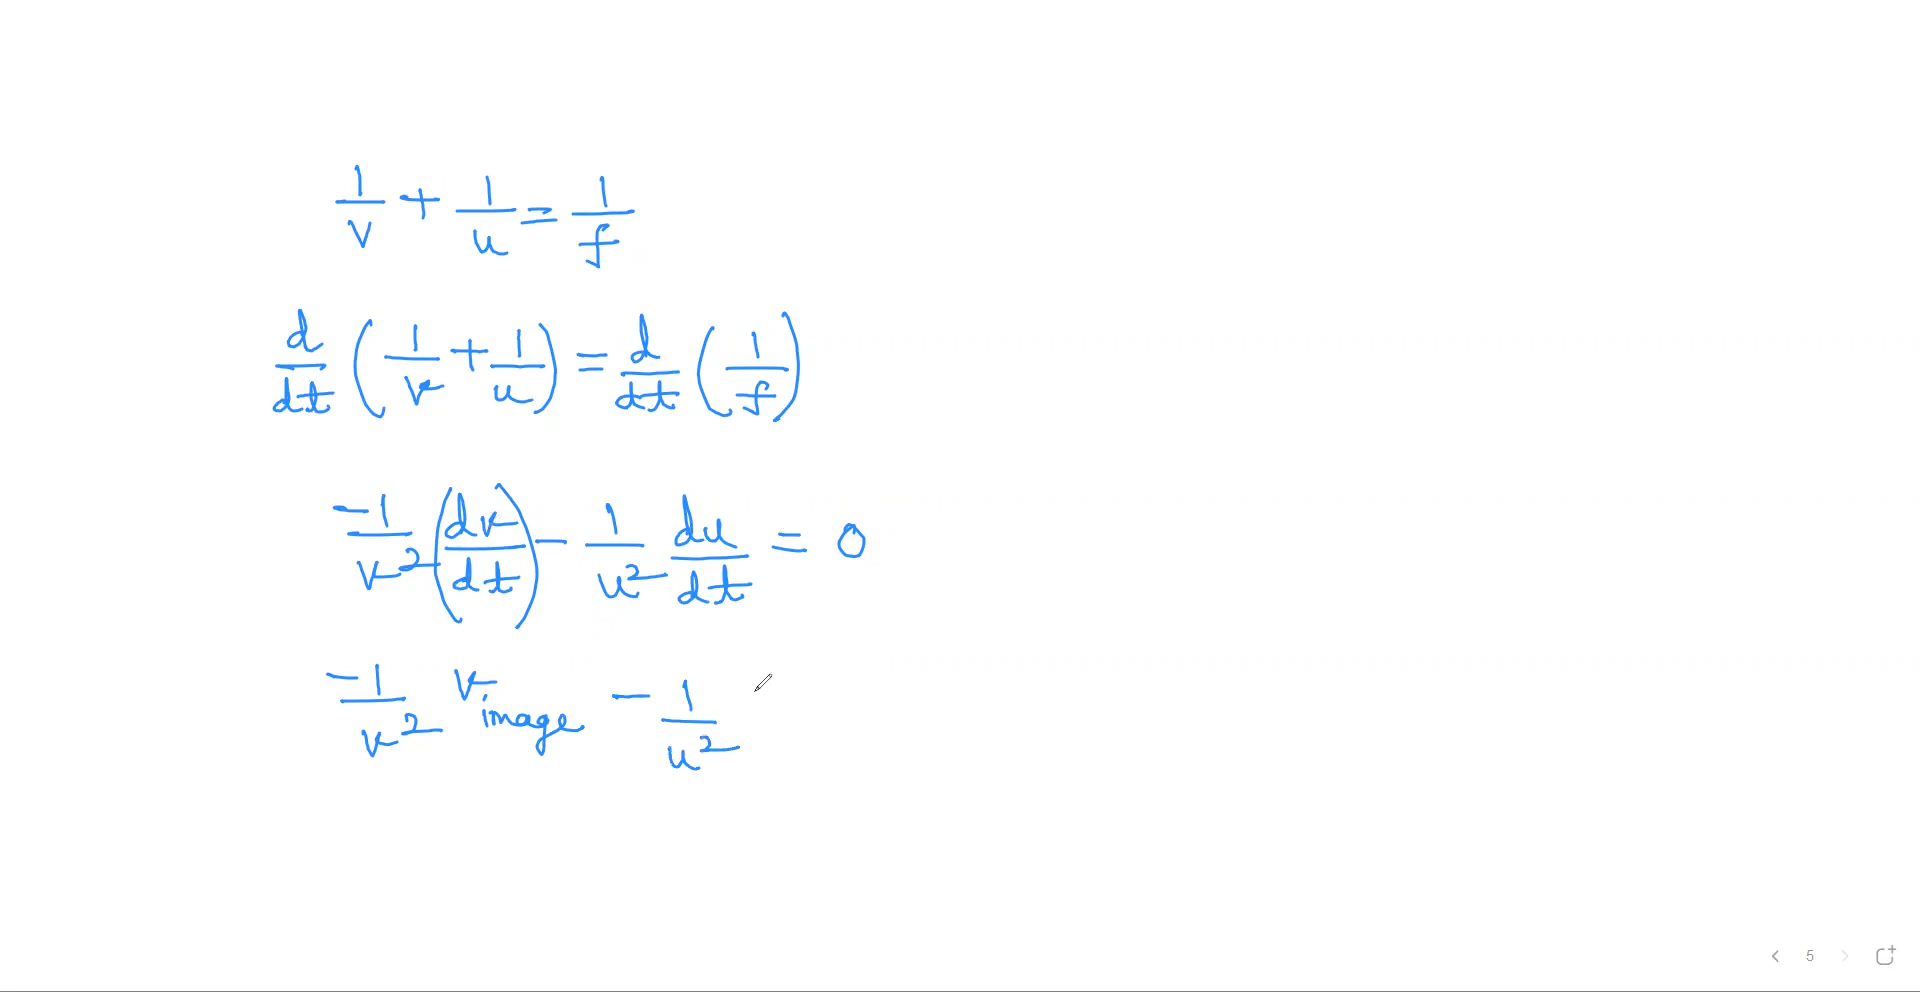 1/v + 1/u = 1/f
d/dt (1/v + 1/u) = d/dt (1/f)
-1/v² (dv/dt) - 1/u² du/dt = 0
-1/v² v_image - 1/u²
5